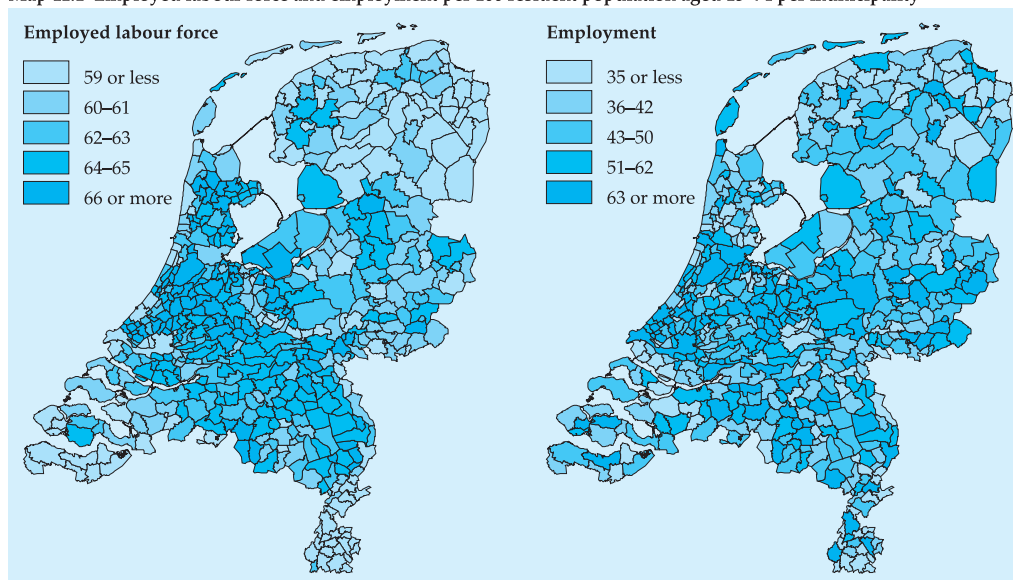 Employed labour force
59 or less
60–61
62–63
64–65
66 or more
Employment
35 or less
36–42
43–50
51–62
63 or more